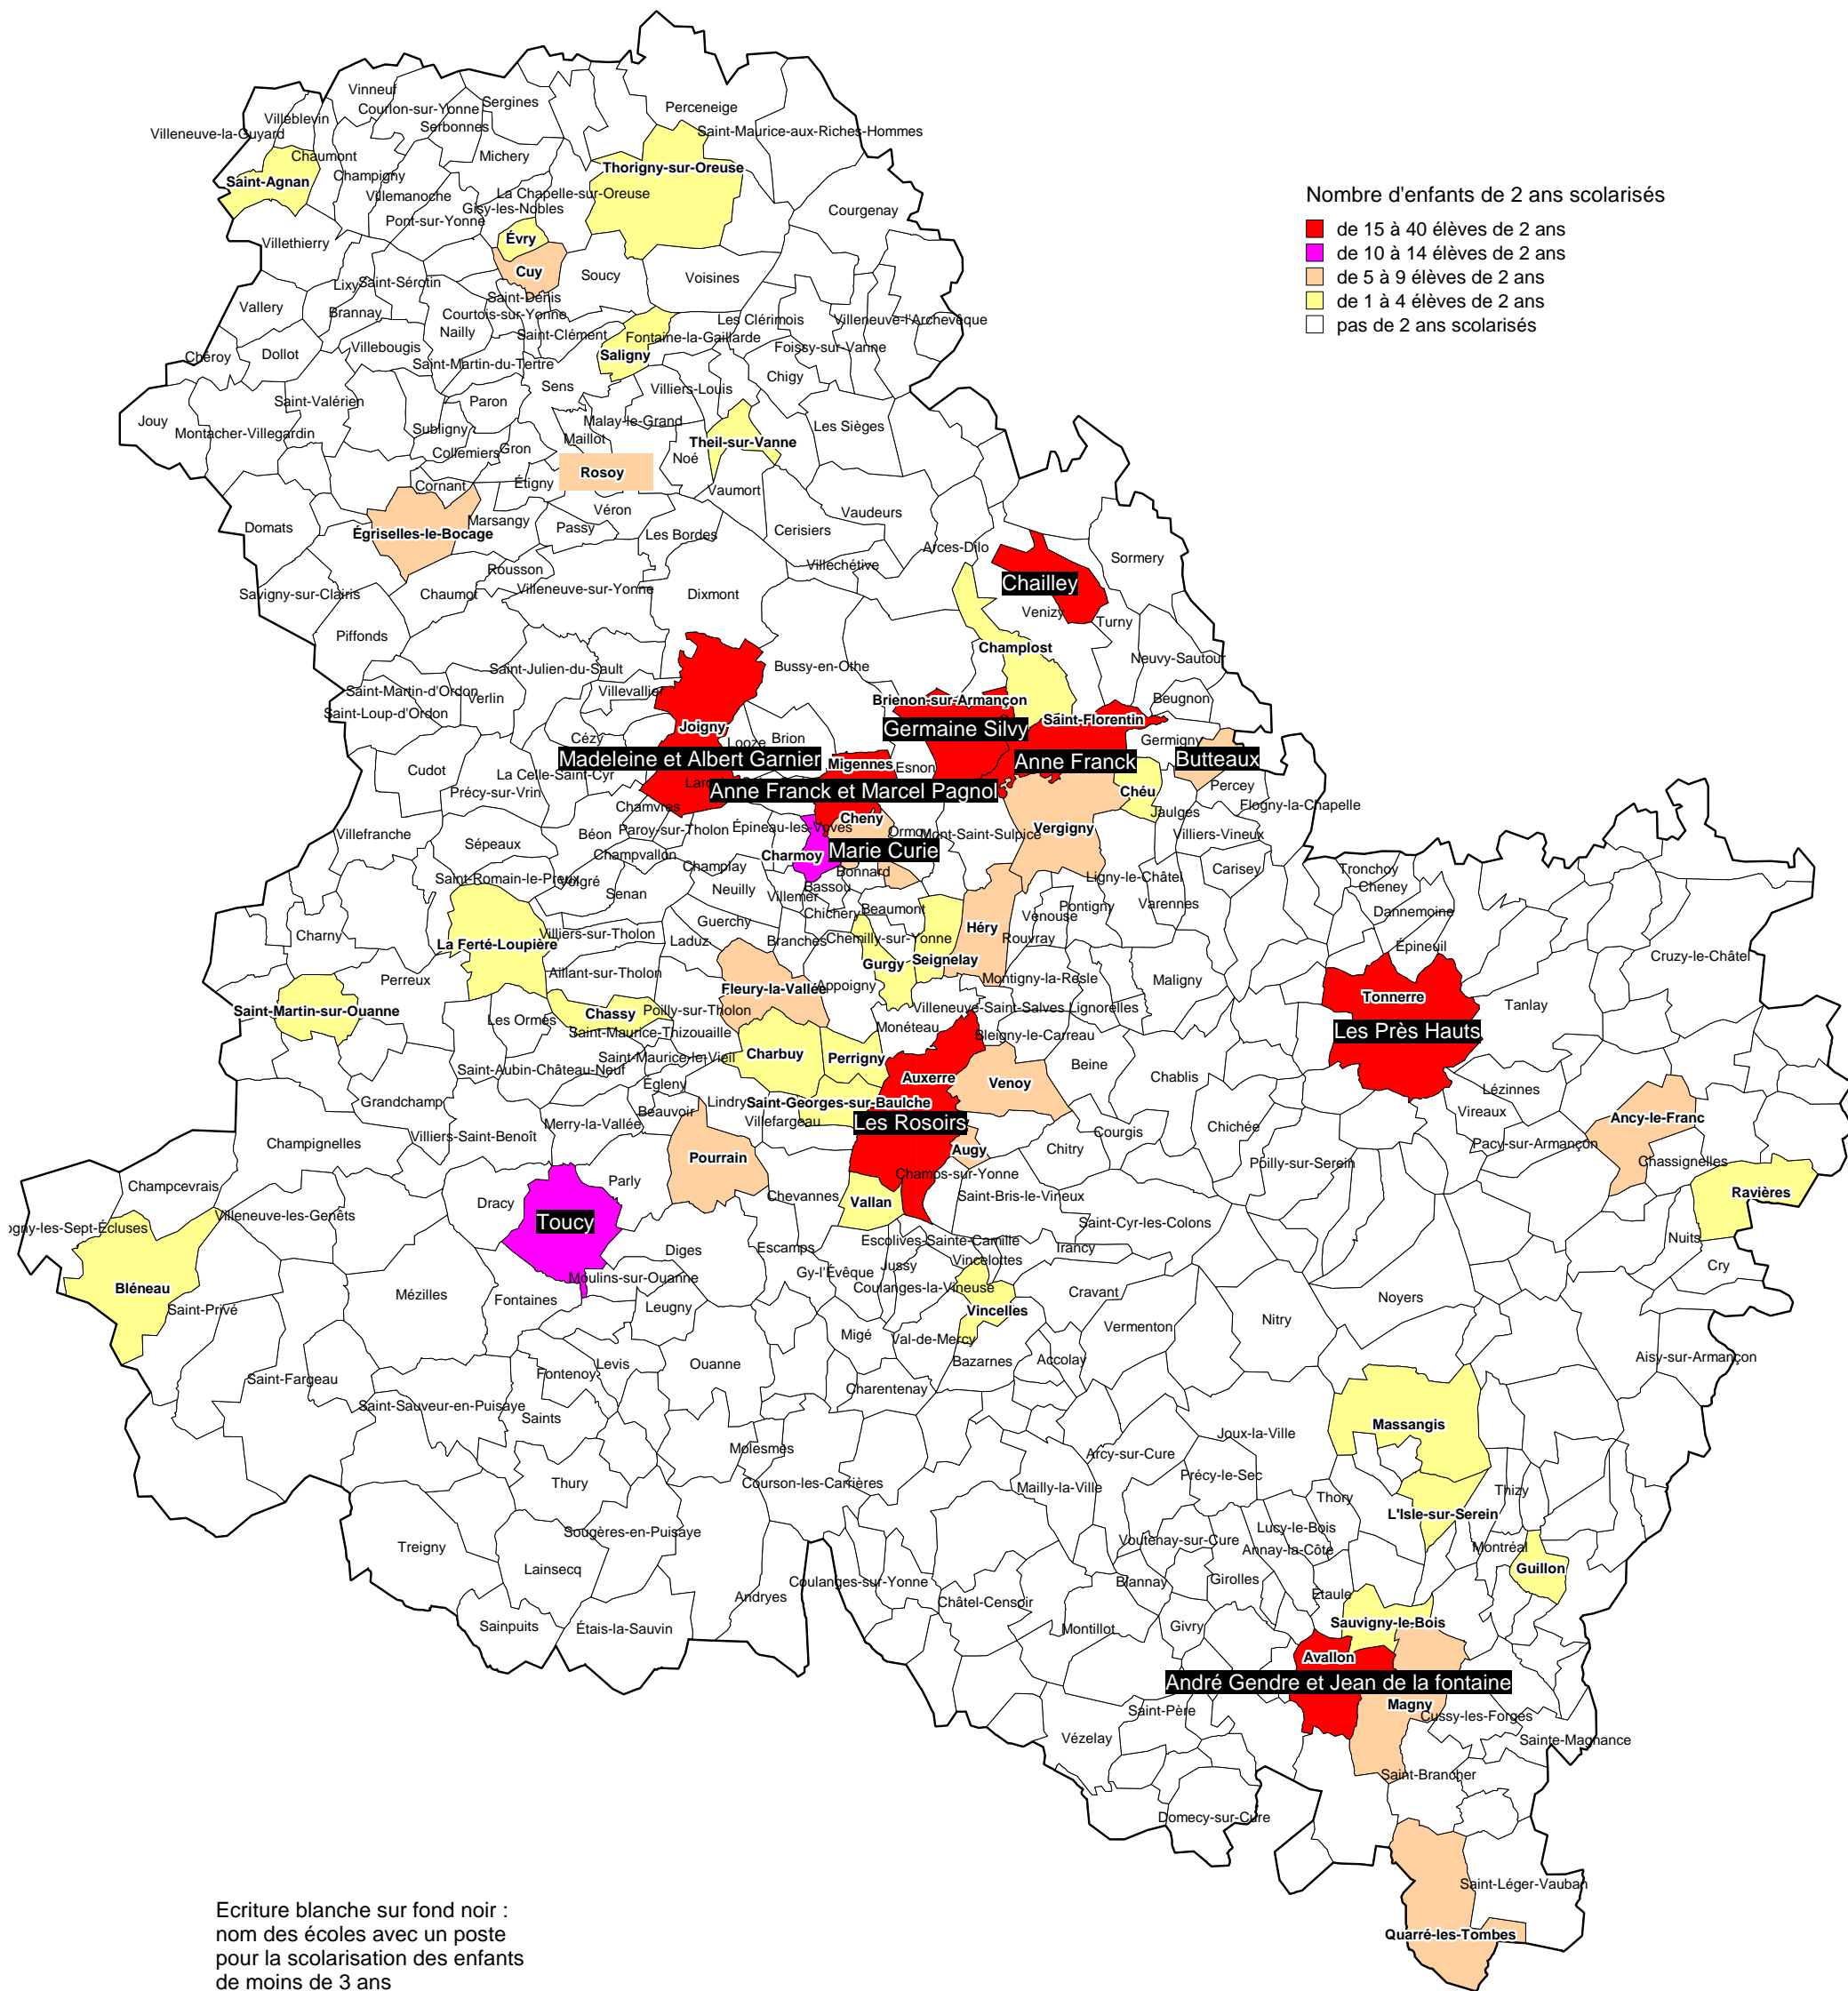 Vinneuf
Sergines
Villeblevin
Courlon-sur-Yonne
Perceneige
Villeneuve-la-Guyard
Serbonnes
Saint-Maurice-aux-Riches-Hommes
Chaumont
Michery
Thorigny-sur-Oreuse
Saint-Agnan
Champigny
Villemanoche
La Chapelle-sur-Oreuse
Gisy-les-Nobles
Pont-sur-Yonne
Courgenay
Villethierry
Évry
Cuy
Soucy
Voisines
Lixy
Saint-Sérotin
Saint-Denis
Vallery
Brannay
Courtois-sur-Yonne
Nailly
Saint-Clément
Fontaine-la-Gaillarde
Les Clérimois
Villeneuve-l'Archevêque
Chéroy
Dollot
Villebougis
Saint-Martin-du-Tertre
Saligny
Foissy-sur-Vanne
Sens
Villiers-Louis
Chigy
Saint-Valérien
Paron
Jouy
Montacher-Villegardin
Subligny
Malay-le-Grand
Maillot
Theil-sur-Vanne
Les Sièges
Collemiers
Gron
Rosoy
Noé
Cornant
Étigny
Vaumort
Domats
Égriselles-le-Bocage
Marsangy
Véron
Passy
Les Bordes
Cerisiers
Vaudeurs
Arces-Dilo
Sormery
Rousson
Villechétive
Chailley
Savigny-sur-Clairis
Chaumot
Villeneuve-sur-Yonne
Dixmont
Venizy
Turny
Piffonds
Champlost
Neuvy-Sautour
Saint-Julien-du-Sault
Bussy-en-Othe
Saint-Martin-d'Ordon
Verlin
Villevallier
Brienon-sur-Armançon
Beugnon
Saint-Loup-d'Ordon
Joigny
Germaine Silvy
Saint-Florentin
Cézy
Looze
Brion
Germigny
Madeleine et Albert Garnier
Migennes
Esnon
Anne Franck
Butteaux
Cudot
La Celle-Saint-Cyr
Précy-sur-Vrin
Anne Franck et Marcel Pagnol
Chéu
Percey
Flogny-la-Chapelle
Chamvres
Cheny
Jaulges
Villefranche
Béon
Paroy-sur-Tholon
Épineau-les-Voves
Mont-Saint-Sulpice
Vergigny
Villiers-Vineux
Sépeaux
Champvallon
Charmoy
Marie Curie
Saint-Romain-le-Preux
Volgré
Senan
Champlay
Neuilly
Bonnard
Bassou
Villemer
Ligny-le-Châtel
Carisey
Tronchoy
Cheney
Chichery
Beaumont
Pontigny
Varennes
Dannemoine
Charny
La Ferté-Loupière
Villiers-sur-Tholon
Guerchy
Laduz
Branches
Chemilly-sur-Yonne
Héry
Venouse
Rouvray
Épineuil
Cruzy-le-Châtel
Perreux
Aillant-sur-Tholon
Fleury-la-Vallée
Appoigny
Gurgy
Seignelay
Montigny-la-Resle
Maligny
Tonnerre
Tanlay
Saint-Martin-sur-Ouanne
Les Ormes
Chassy
Poilly-sur-Tholon
Saint-Maurice-Thizouaille
Monéteau
Villeneuve-Saint-Salves
Lignorelles
Les Près Hauts
Bleigny-le-Carreau
Saint-Maurice-le-Vieil
Charbuy
Perrigny
Auxerre
Venoy
Beine
Chablis
Saint-Aubin-Château-Neuf
Égleny
Lézinnes
Grandchamp
Beauvoir
Lindry
Saint-Georges-sur-Baulche
Vireaux
Ancy-le-Franc
Champignelles
Villiers-Saint-Benoît
Merry-la-Vallée
Villefargeau
Les Rosoirs
Courgis
Chichée
Pacy-sur-Armançon
Pourrain
Augy
Chitry
Poilly-sur-Serein
Chassignelles
Champcevrais
Parly
Champs-sur-Yonne
Ravières
Dracy
Chevannes
Vallan
Saint-Bris-le-Vineux
ogny-les-Sept-Écluses
Villeneuve-les-Genêts
Toucy
Saint-Cyr-les-Colons
Nuits
Diges
Escamps
Escolives-Sainte-Camille
Irancy
Cry
Bléneau
Moulins-sur-Ouanne
Gy-l'Évêque
Jussy
Vincelottes
Mézilles
Fontaines
Coulanges-la-Vineuse
Cravant
Noyers
Saint-Privé
Leugny
Vincelles
Vermenton
Nitry
Migé
Val-de-Mercy
Saint-Fargeau
Fontenoy
Levis
Ouanne
Bazarnes
Accolay
Aisy-sur-Armançon
Charentenay
Saint-Sauveur-en-Puisaye
Saints
Massangis
Molesmes
Joux-la-Ville
Thury
Courson-les-Carrières
Arcy-sur-Cure
Précy-le-Sec
Mailly-la-Ville
Thory
Thizy
L'Isle-sur-Serein
Treigny
Sougères-en-Puisaye
Voutenay-sur-Cure
Lucy-le-Bois
Annay-la-Côte
Montréal
Lainsecq
Guillon
Andryes
Coulanges-sur-Yonne
Châtel-Censoir
Blannay
Girolles
Étaule
Sainpuits
Étais-la-Sauvin
Montillot
Givry
Sauvigny-le-Bois
Avallon
André Gendre et Jean de la fontaine
Magny
Saint-Père
Cussy-les-Forges
Vézelay
Sainte-Magnance
Saint-Brancher
Domecy-sur-Cure
Saint-Léger-Vauban
Quarré-les-Tombes
Nombre d'enfants de 2 ans scolarisés
de 15 à 40 élèves de 2 ans
de 10 à 14 élèves de 2 ans
de 5 à 9 élèves de 2 ans
de 1 à 4 élèves de 2 ans
pas de 2 ans scolarisés
Ecriture blanche sur fond noir :
nom des écoles avec un poste
pour la scolarisation des enfants
de moins de 3 ans